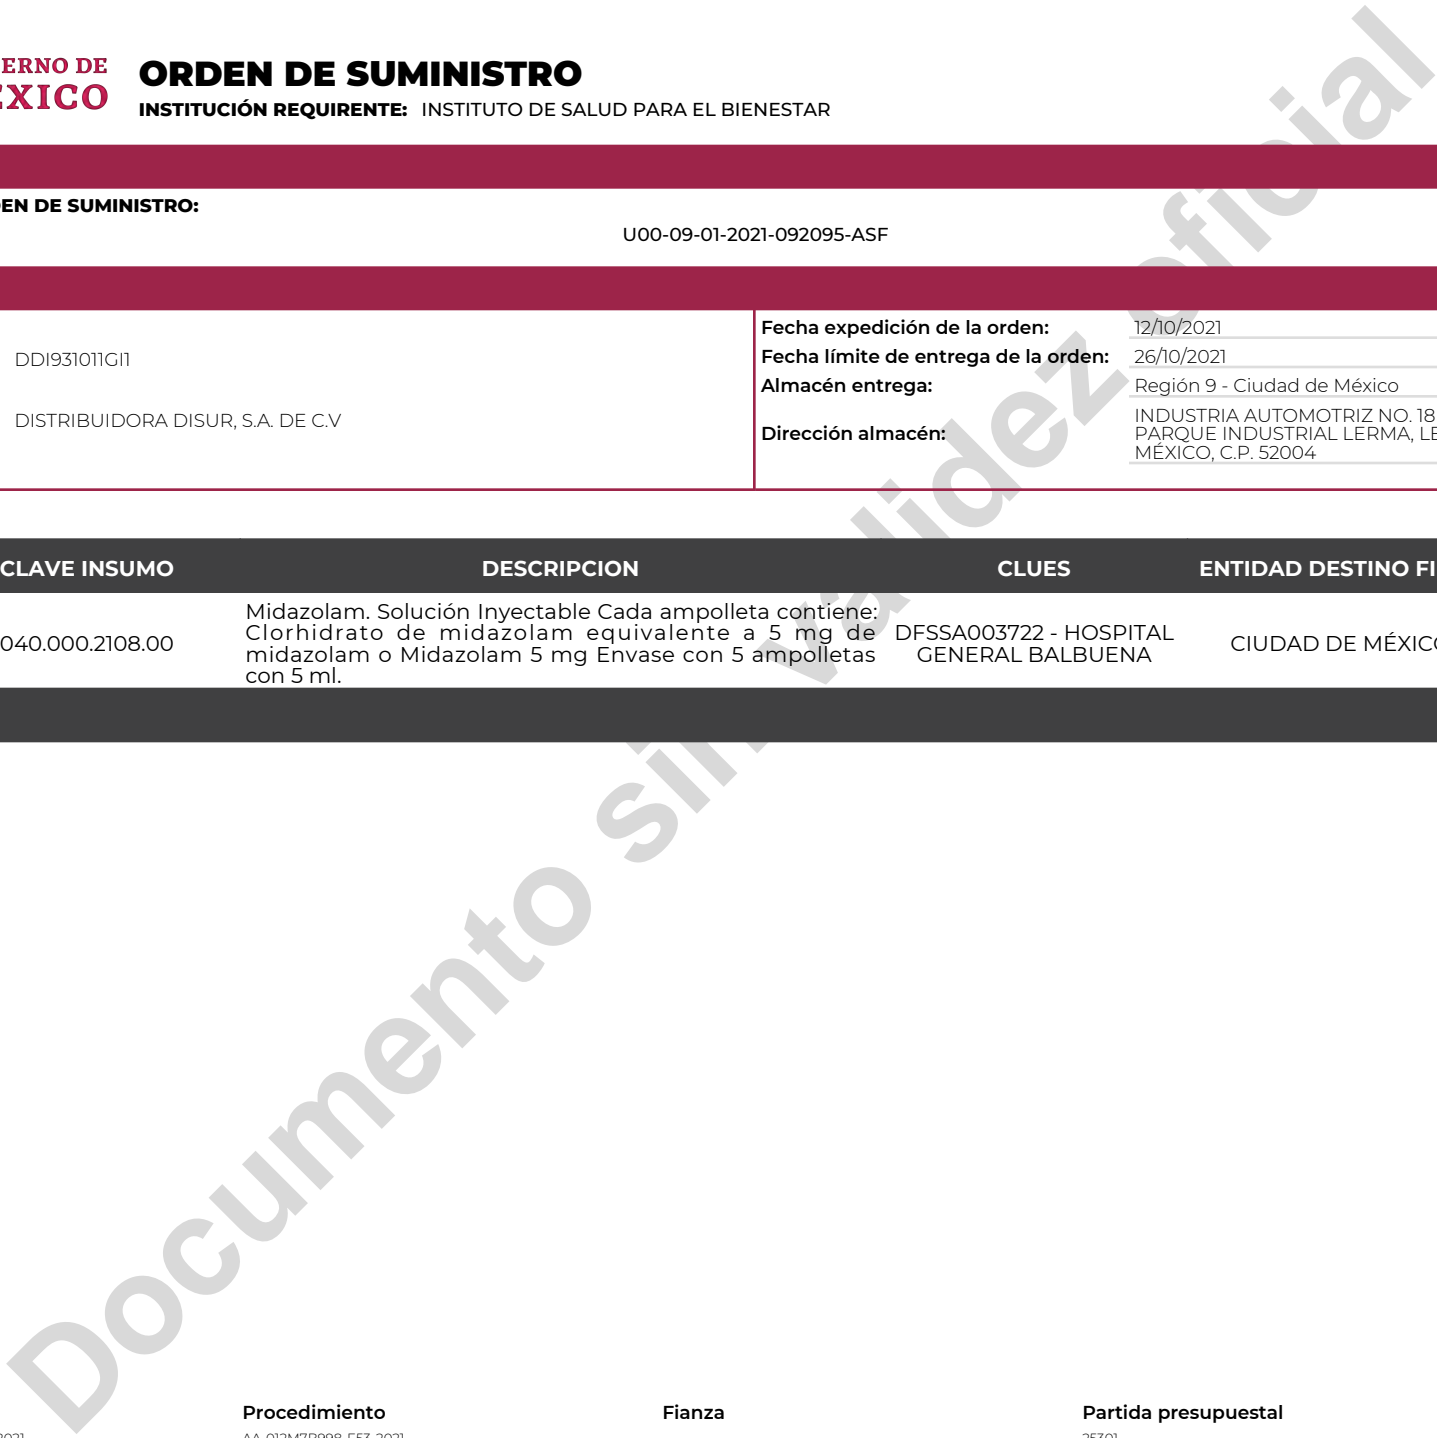 ERNO DE
EXICO
ORDEN DE SUMINISTRO
INSTITUCIÓN REQUIRENTE: INSTITUTO DE SALUD PARA EL BIENESTAR
EN DE SUMINISTRO:
U00-09-01-2021-092095-ASF
DDI931011GI1
DISTRIBUIDORA DISUR, S.A. DE C.V
Fecha expedición de la orden: 12/10/2021
Fecha límite de entrega de la orden: 26/10/2021
Almacén entrega: Región 9 - Ciudad de México
Dirección almacén:
INDUSTRIA AUTOMOTRIZ NO. 18
PARQUE INDUSTRIAL LERMA, LE
MÉXICO, C.P. 52004
CLAVE INSUMO DESCRIPCION CLUES ENTIDAD DESTINO FI
040.000.2108.00
Midazolam. Solución Inyectable Cada ampolleta contiene:
Clorhidrato de midazolam equivalente a 5 mg de
midazolam o Midazolam 5 mg Envase con 5 ampolletas
con 5 ml.
DFSSA003722 - HOSPITAL
GENERAL BALBUENA
CIUDAD DE MÉXICO
Documento sin validez oficial
Procedimiento Fianza Partida presupuestal